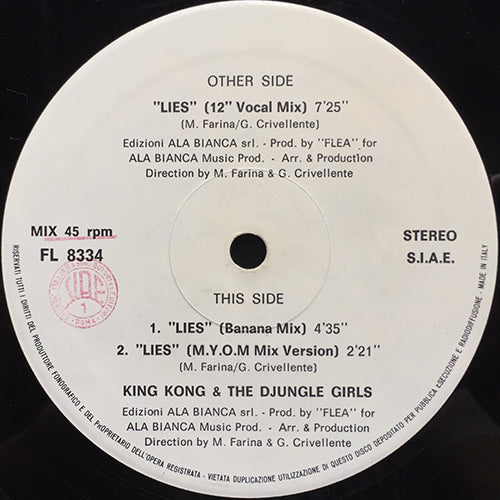 OTHER SIDE
"LIES" (12" Vocal Mix) 7'25"
(M. Farina/G. Crivellente)
Edizioni ALA BIANCA srl. - Prod. by "FLEA" for
ALA BIANCA Music Prod. - Arr. & Production
Direction by M. Farina & G. Crivellente
MIX 45 rpm
FL 8334
STEREO
S.I.A.E.
THIS SIDE
1. "LIES" (Banana Mix) 4'35"
2. "LIES" (M.Y.O.M Mix Version) 2'21"
(M. Farina/G. Crivellente)
KING KONG & THE DJUNGLE GIRLS
Edizioni ALA BIANCA srl. - Prod. by "FLEA" for
ALA BIANCA Music Prod. - Arr. & Production
Direction by M. Farina & G. Crivellente
RISERVATI TUTTI I DIRITTI DEL PRODUTTORE FONOGRAFICO E DEL PROPRIETARIO DELL'OPERA REGISTRATA - VIETATA DUPLICAZIONE UTILIZZAZIONE DI QUESTO DISCO DEPOSITATO PER PUBBLICA ESECUZIONE E RADIODIFFUSIONE - MADE IN ITALY